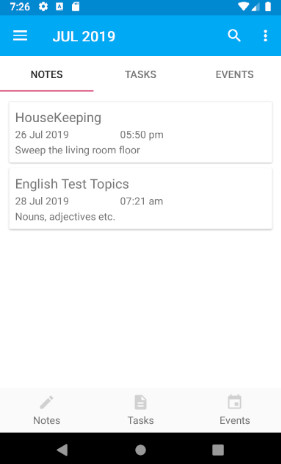 7:26
JUL 2019
NOTES TASKS EVENTS
HouseKeeping
26 Jul 2019 05:50 pm
Sweep the living room floor
English Test Topics
28 Jul 2019 07:21 am
Nouns, adjectives etc.
Notes Tasks Events